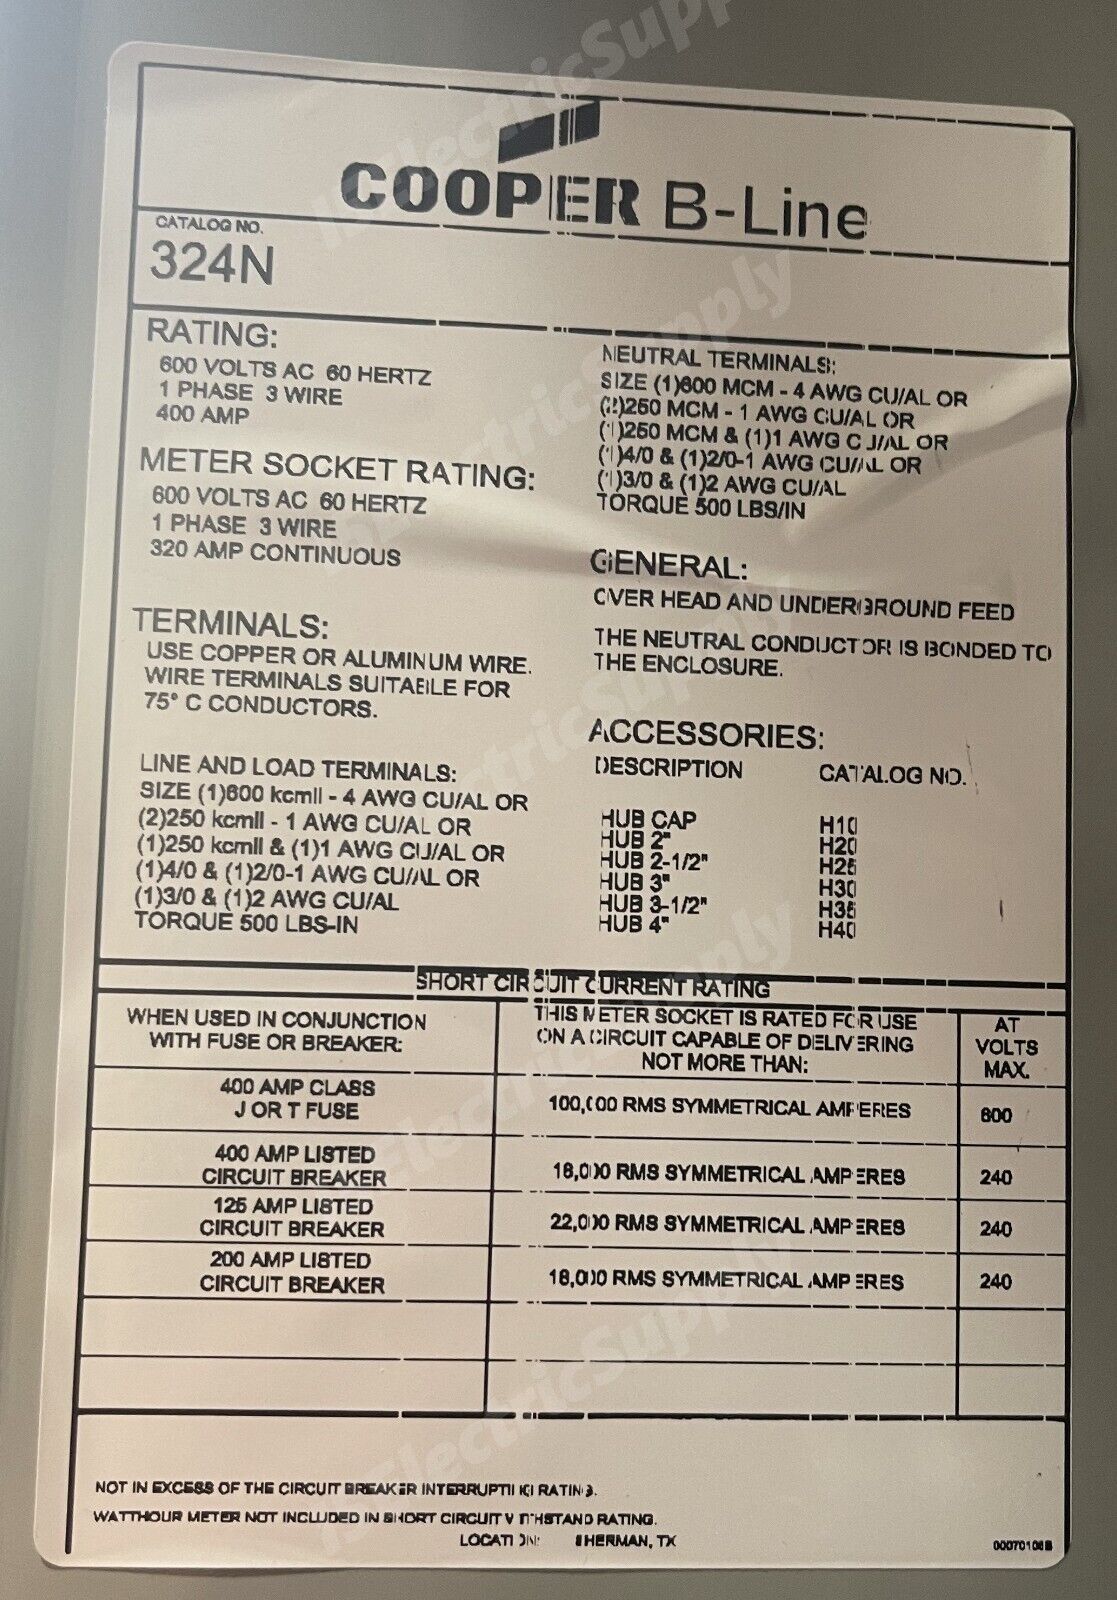 COOPER B-Line
CATALOG NO.
324N
RATING:
600 VOLTS AC 60 HERTZ
1 PHASE 3 WIRE
400 AMP
METER SOCKET RATING:
600 VOLTS AC 60 HERTZ
1 PHASE 3 WIRE
320 AMP CONTINUOUS
TERMINALS:
USE COPPER OR ALUMINUM WIRE.
WIRE TERMINALS SUITABLE FOR
75° C CONDUCTORS.
LINE AND LOAD TERMINALS:
SIZE (1)600 kcmil - 4 AWG CU/AL OR
(2)250 kcmil - 1 AWG CU/AL OR
(1)250 kcmil & (1)1 AWG CU/AL OR
(1)4/0 & (1)2/0-1 AWG CU/AL OR
(1)3/0 & (1)2 AWG CU/AL
TORQUE 500 LBS-IN
NEUTRAL TERMINALS:
SIZE (1)600 MCM - 4 AWG CU/AL OR
(2)250 MCM - 1 AWG CU/AL OR
(1)250 MCM & (1)1 AWG CU/AL OR
(1)4/0 & (1)2/0-1 AWG CU/AL OR
(1)3/0 & (1)2 AWG CU/AL
TORQUE 500 LBS/IN
GENERAL:
OVER HEAD AND UNDERGROUND FEED
THE NEUTRAL CONDUCTOR IS BONDED TO
THE ENCLOSURE.
ACCESSORIES:
DESCRIPTION CATALOG NO.
HUB CAP H10
HUB 2" H20
HUB 2-1/2" H25
HUB 3" H30
HUB 3-1/2" H35
HUB 4" H40
SHORT CIRCUIT CURRENT RATING
WHEN USED IN CONJUNCTION
WITH FUSE OR BREAKER:
THIS METER SOCKET IS RATED FOR USE
ON A CIRCUIT CAPABLE OF DELIVERING
NOT MORE THAN:
AT
VOLTS
MAX.
400 AMP CLASS
J OR T FUSE
100,000 RMS SYMMETRICAL AMPERES
600
400 AMP LISTED
CIRCUIT BREAKER
18,000 RMS SYMMETRICAL AMPERES
240
125 AMP LISTED
CIRCUIT BREAKER
22,000 RMS SYMMETRICAL AMPERES
240
200 AMP LISTED
CIRCUIT BREAKER
18,000 RMS SYMMETRICAL AMPERES
240
NOT IN EXCESS OF THE CIRCUIT BREAKER INTERRUPTING RATING.
WATTHOUR METER NOT INCLUDED IN SHORT CIRCUIT WITHSTAND RATING.
LOCATION: SHERMAN, TX